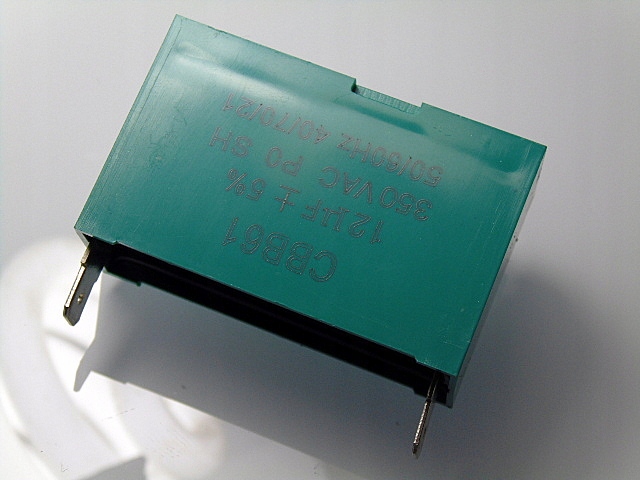 CBB61
12µF ± 5%
350VAC P0 SH
50/60Hz 40/70/21